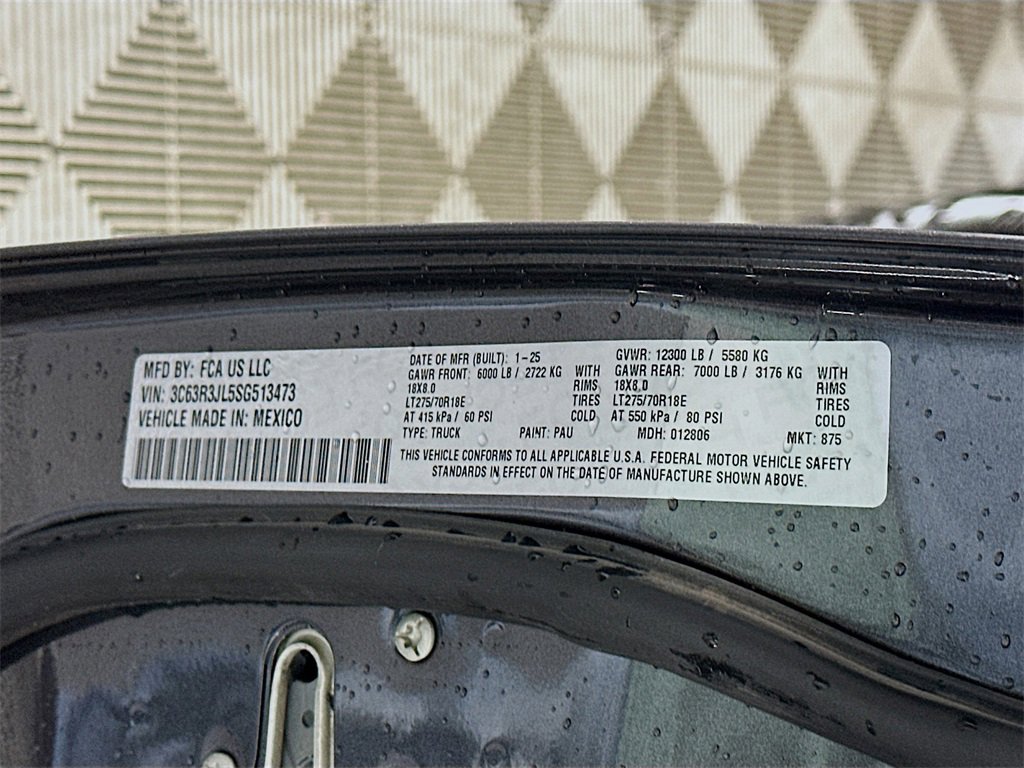 MFD BY: FCA US LLC
VIN: 3C63R3JL5SG513473
VEHICLE MADE IN: MEXICO
DATE OF MFR (BUILT): 1-25 GVWR: 12300 LB / 5580 KG
GAWR FRONT: 6000 LB / 2722 KG WITH GAWR REAR: 7000 LB / 3176 KG WITH
18X8.0 RIMS 18X8.0 RIMS
LT275/70R18E TIRES LT275/70R18E TIRES
AT 415 kPa / 60 PSI COLD AT 550 kPa / 80 PSI COLD
TYPE: TRUCK PAINT: PAU MDH: 012806 MKT: 875
THIS VEHICLE CONFORMS TO ALL APPLICABLE U.S.A. FEDERAL MOTOR VEHICLE SAFETY
STANDARDS IN EFFECT ON THE DATE OF MANUFACTURE SHOWN ABOVE.